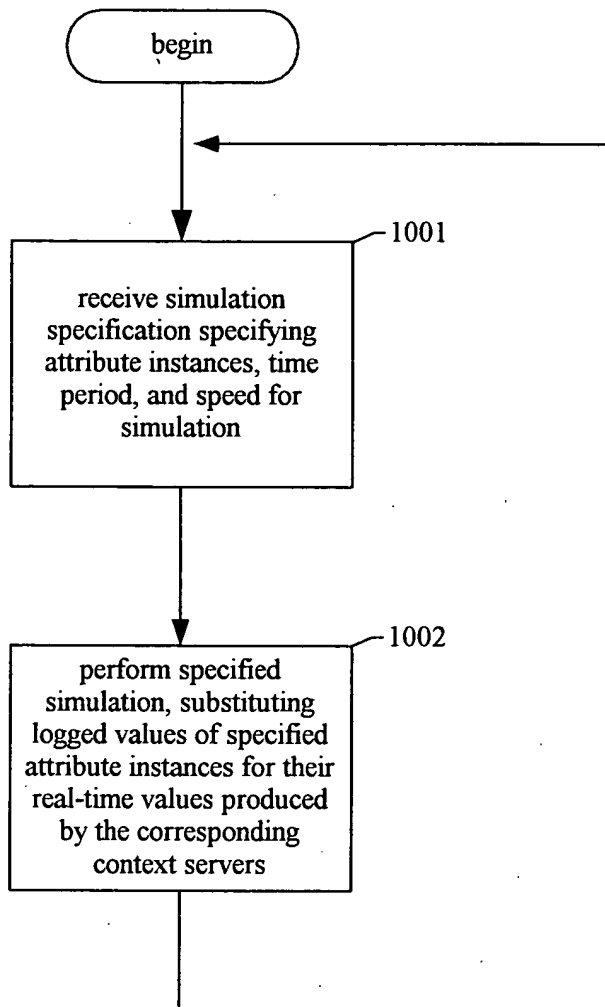 begin
1001
receive simulation
specification specifying
attribute instances, time
period, and speed for
simulation
1002
perform specified
simulation, substituting
logged values of specified
attribute instances for their
real-time values produced
by the corresponding
context servers